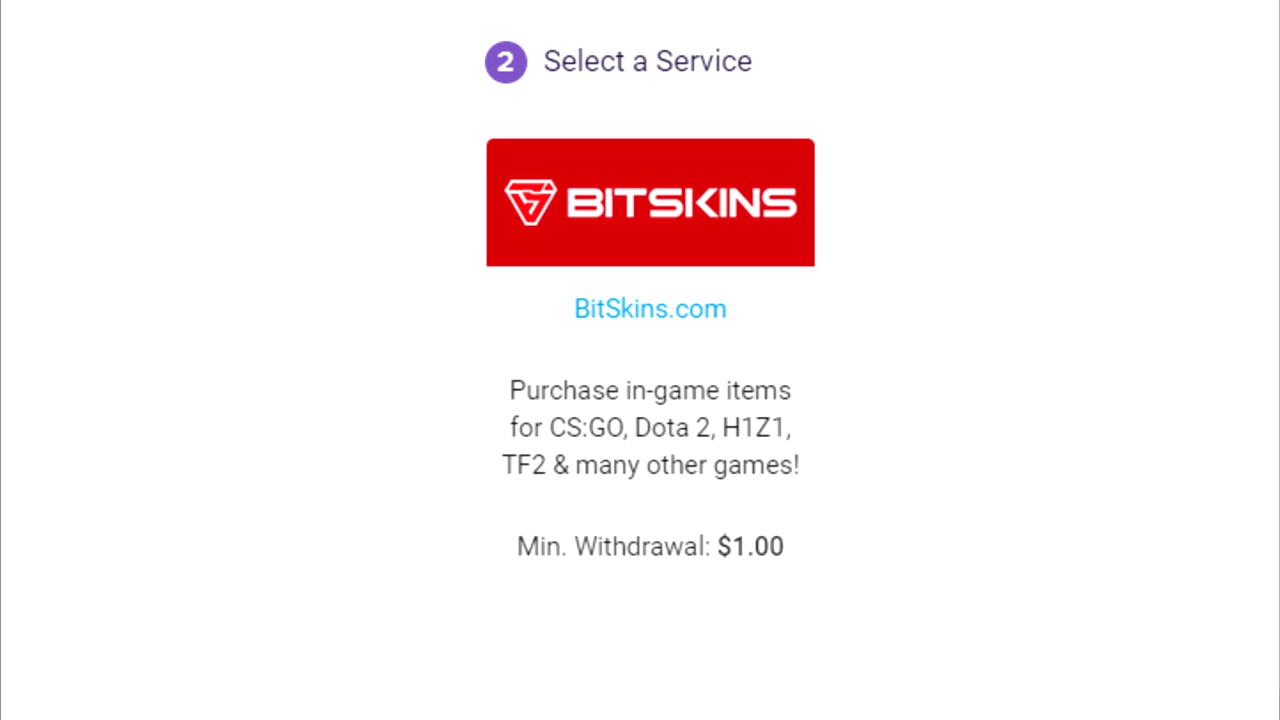 2 Select a Service
BITSKINS
BitSkins.com
Purchase in-game items
for CS:GO, Dota 2, H1Z1,
TF2 & many other games!
Min. Withdrawal: $1.00